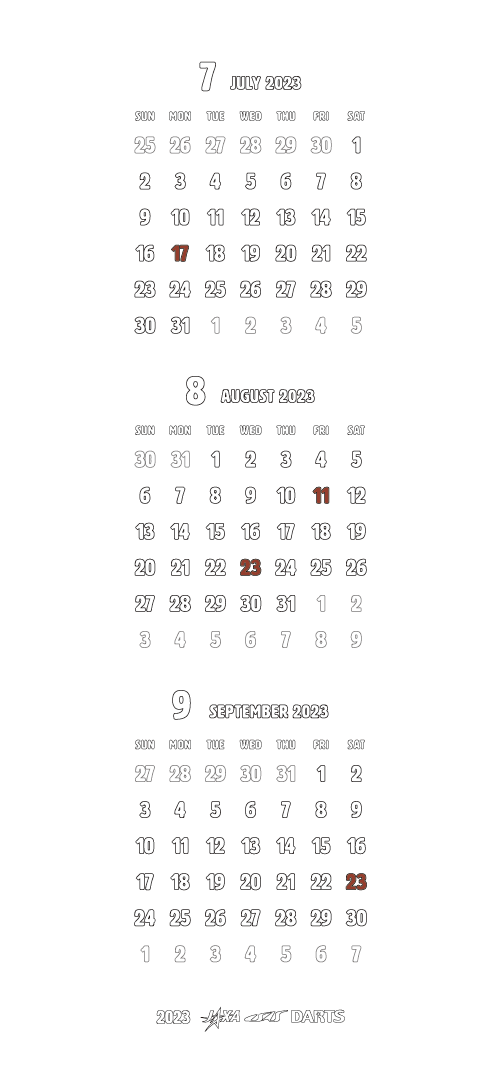 7 JULY 2023
SUN MON TUE WED THU FRI SAT
25 26 27 28 29 30 1
2 3 4 5 6 7 8
9 10 11 12 13 14 15
16 17 18 19 20 21 22
23 24 25 26 27 28 29
30 31 1 2 3 4 5
8 AUGUST 2023
SUN MON TUE WED THU FRI SAT
30 31 1 2 3 4 5
6 7 8 9 10 11 12
13 14 15 16 17 18 19
20 21 22 23 24 25 26
27 28 29 30 31 1 2
3 4 5 6 7 8 9
9 SEPTEMBER 2023
SUN MON TUE WED THU FRI SAT
27 28 29 30 31 1 2
3 4 5 6 7 8 9
10 11 12 13 14 15 16
17 18 19 20 21 22 23
24 25 26 27 28 29 30
1 2 3 4 5 6 7
2023 JAXA DARTS